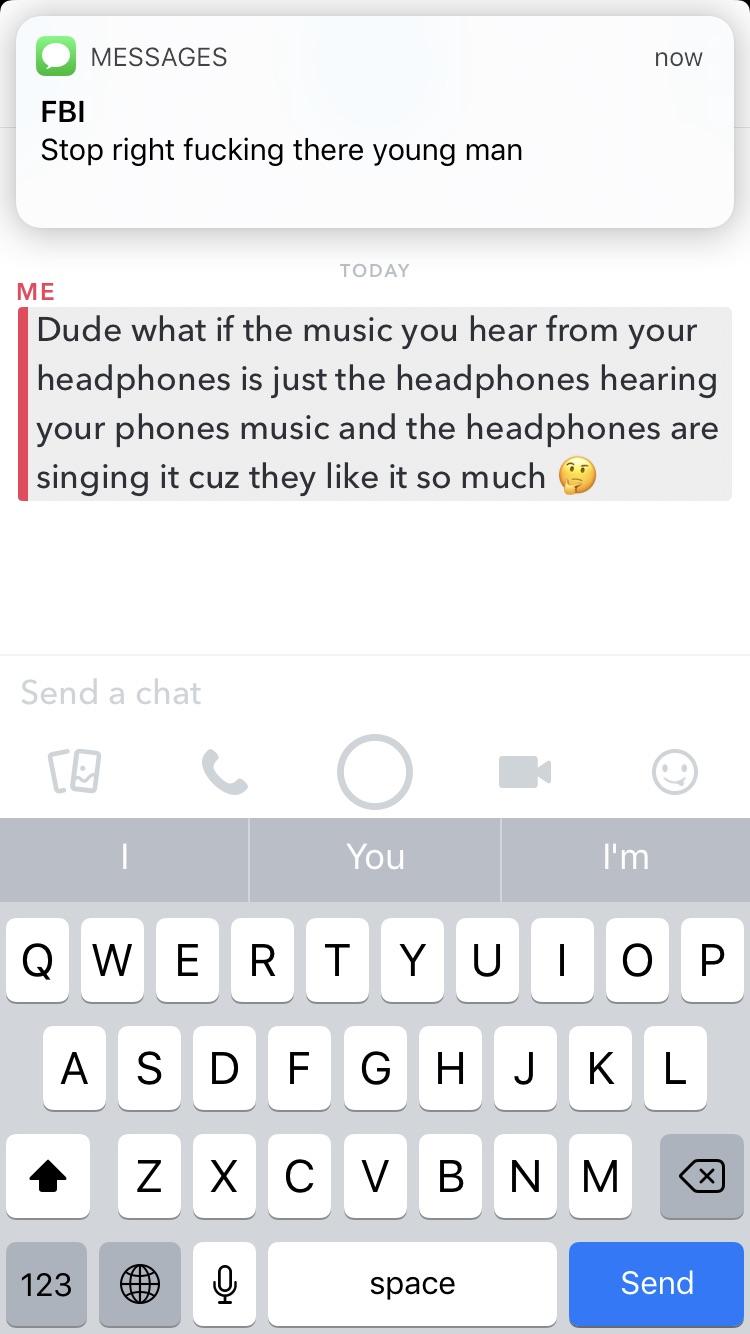 MESSAGES now
FBI
Stop right fucking there young man
TODAY
ME
Dude what if the music you hear from your
headphones is just the headphones hearing
your phones music and the headphones are
singing it cuz they like it so much 🤔
Send a chat
I You I'm
Q W E R T Y U I O P
A S D F G H J K L
Z X C V B N M
123 space Send